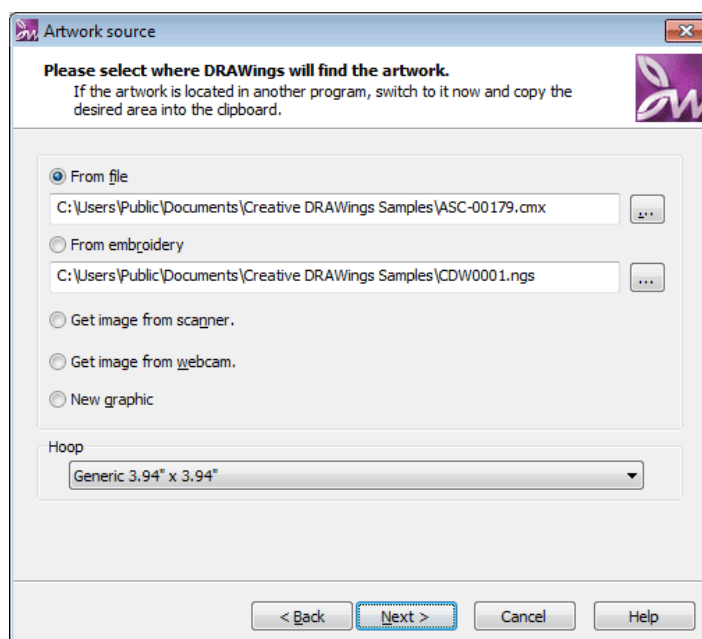 Artwork source
Please select where DRAWings will find the artwork.
If the artwork is located in another program, switch to it now and copy the
desired area into the clipboard.
From file
C:\Users\Public\Documents\Creative DRAWings Samples\ASC-00179.cmx
...
From embroidery
C:\Users\Public\Documents\Creative DRAWings Samples\CDW0001.ngs
...
Get image from scanner.
Get image from webcam.
New graphic
Hoop
Generic 3.94" x 3.94"
< Back
Next >
Cancel
Help